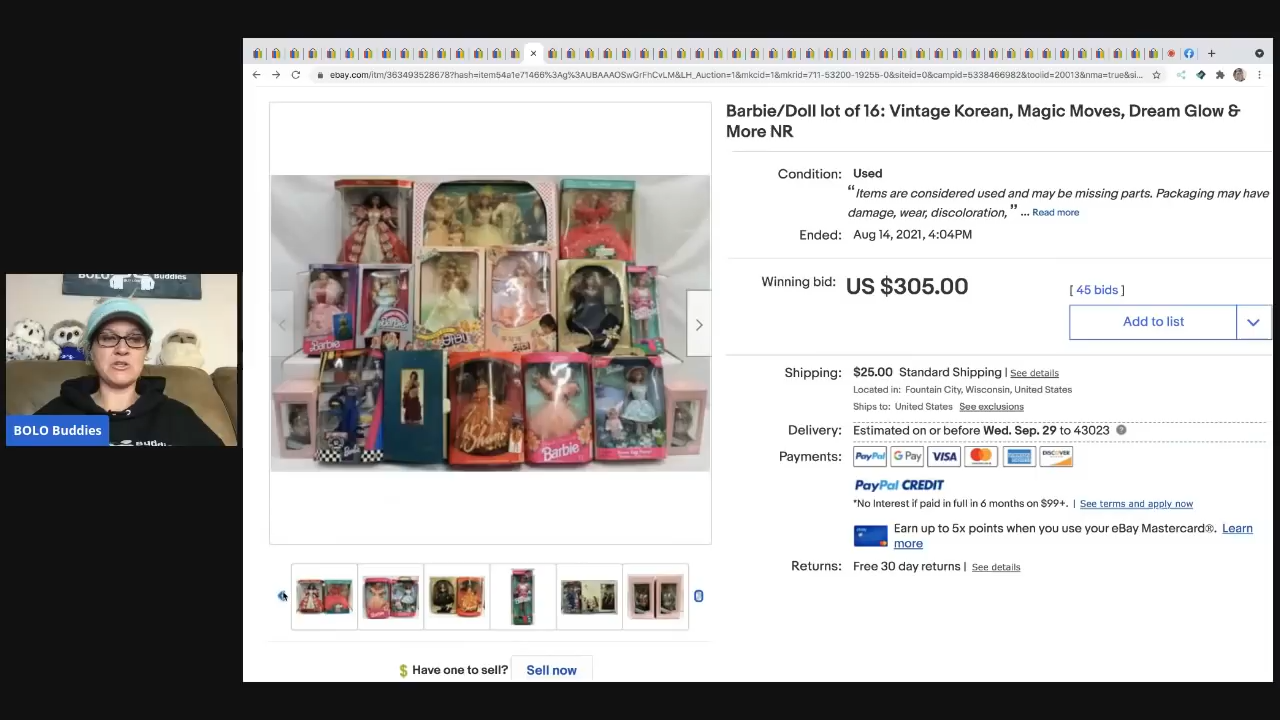 ebay.com/itm/363493528678?hash=item54a1e71466%3Ag%3AUBAAAOSwGrFhCvLM&LH_Auction=1&mkcid=1&mkrid=711-53200-19255-0&siteid=0&campid=5338466982&toolid=20013&nma=true&si...
Barbie/Doll lot of 16: Vintage Korean, Magic Moves, Dream Glow &
More NR
Condition: Used
“Items are considered used and may be missing parts. Packaging may have
damage, wear, discoloration,” ... Read more
Ended: Aug 14, 2021, 4:04PM
Winning bid: US $305.00 [ 45 bids ]
Add to list
Shipping: $25.00 Standard Shipping | See details
Located in: Fountain City, Wisconsin, United States
Ships to: United States See exclusions
Delivery: Estimated on or before Wed. Sep. 29 to 43023
Payments: PayPal G Pay VISA DISCOVER
PayPal CREDIT
*No Interest if paid in full in 6 months on $99+. | See terms and apply now
Earn up to 5x points when you use your eBay Mastercard®. Learn
more
Returns: Free 30 day returns | See details
Barbie
Barbie
Barbie
$ Have one to sell? Sell now
BOLO
Buddies
BOLO Buddies